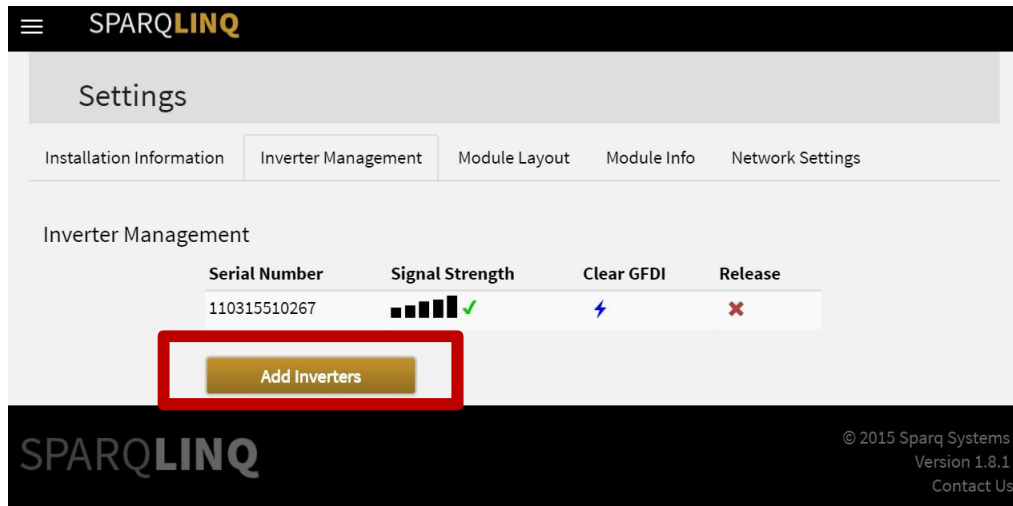 SPARQLINQ
Settings
Installation Information Inverter Management Module Layout Module Info Network Settings
Inverter Management
Serial Number Signal Strength Clear GFDI Release
110315510267
Add Inverters
SPARQLINQ
© 2015 Sparq Systems
Version 1.8.1
Contact Us